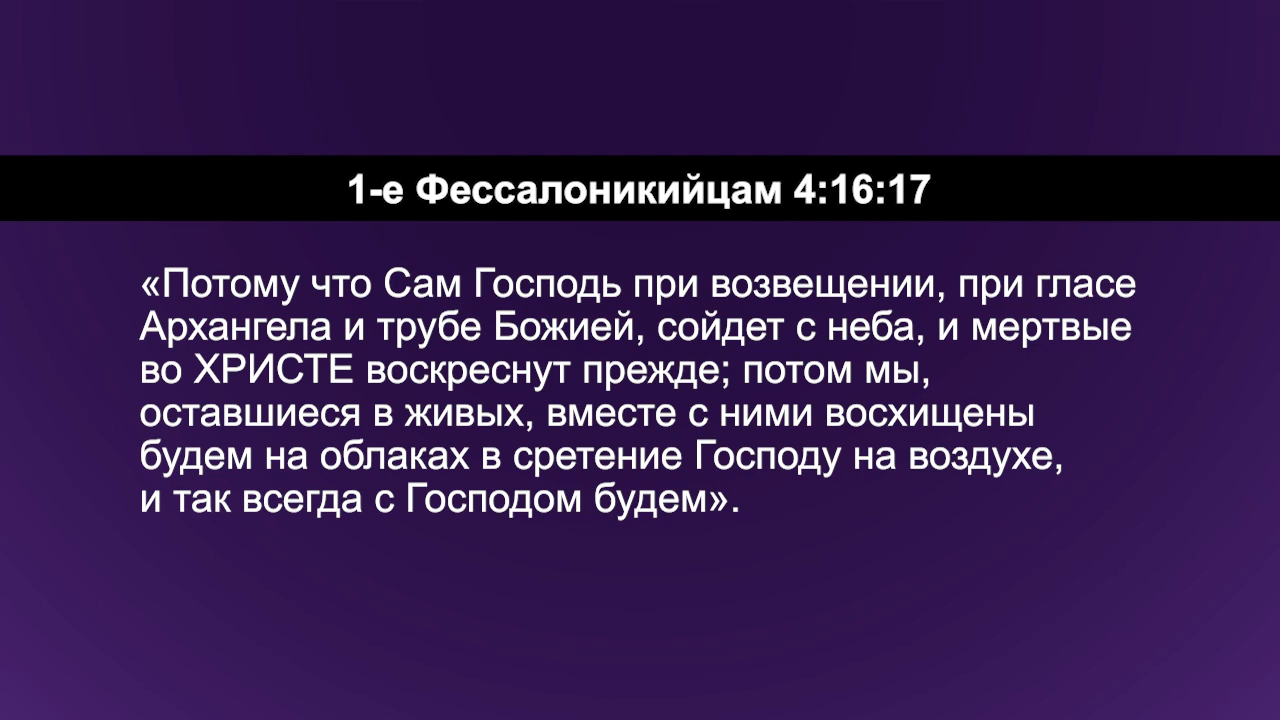 1-е Фессалоникийцам 4:16:17
«Потому что Сам Господь при возвещении, при гласе
Архангела и трубе Божией, сойдет с неба, и мертвые
во ХРИСТЕ воскреснут прежде; потом мы,
оставшиеся в живых, вместе с ними восхищены
будем на облаках в сретение Господу на воздухе,
и так всегда с Господом будем».